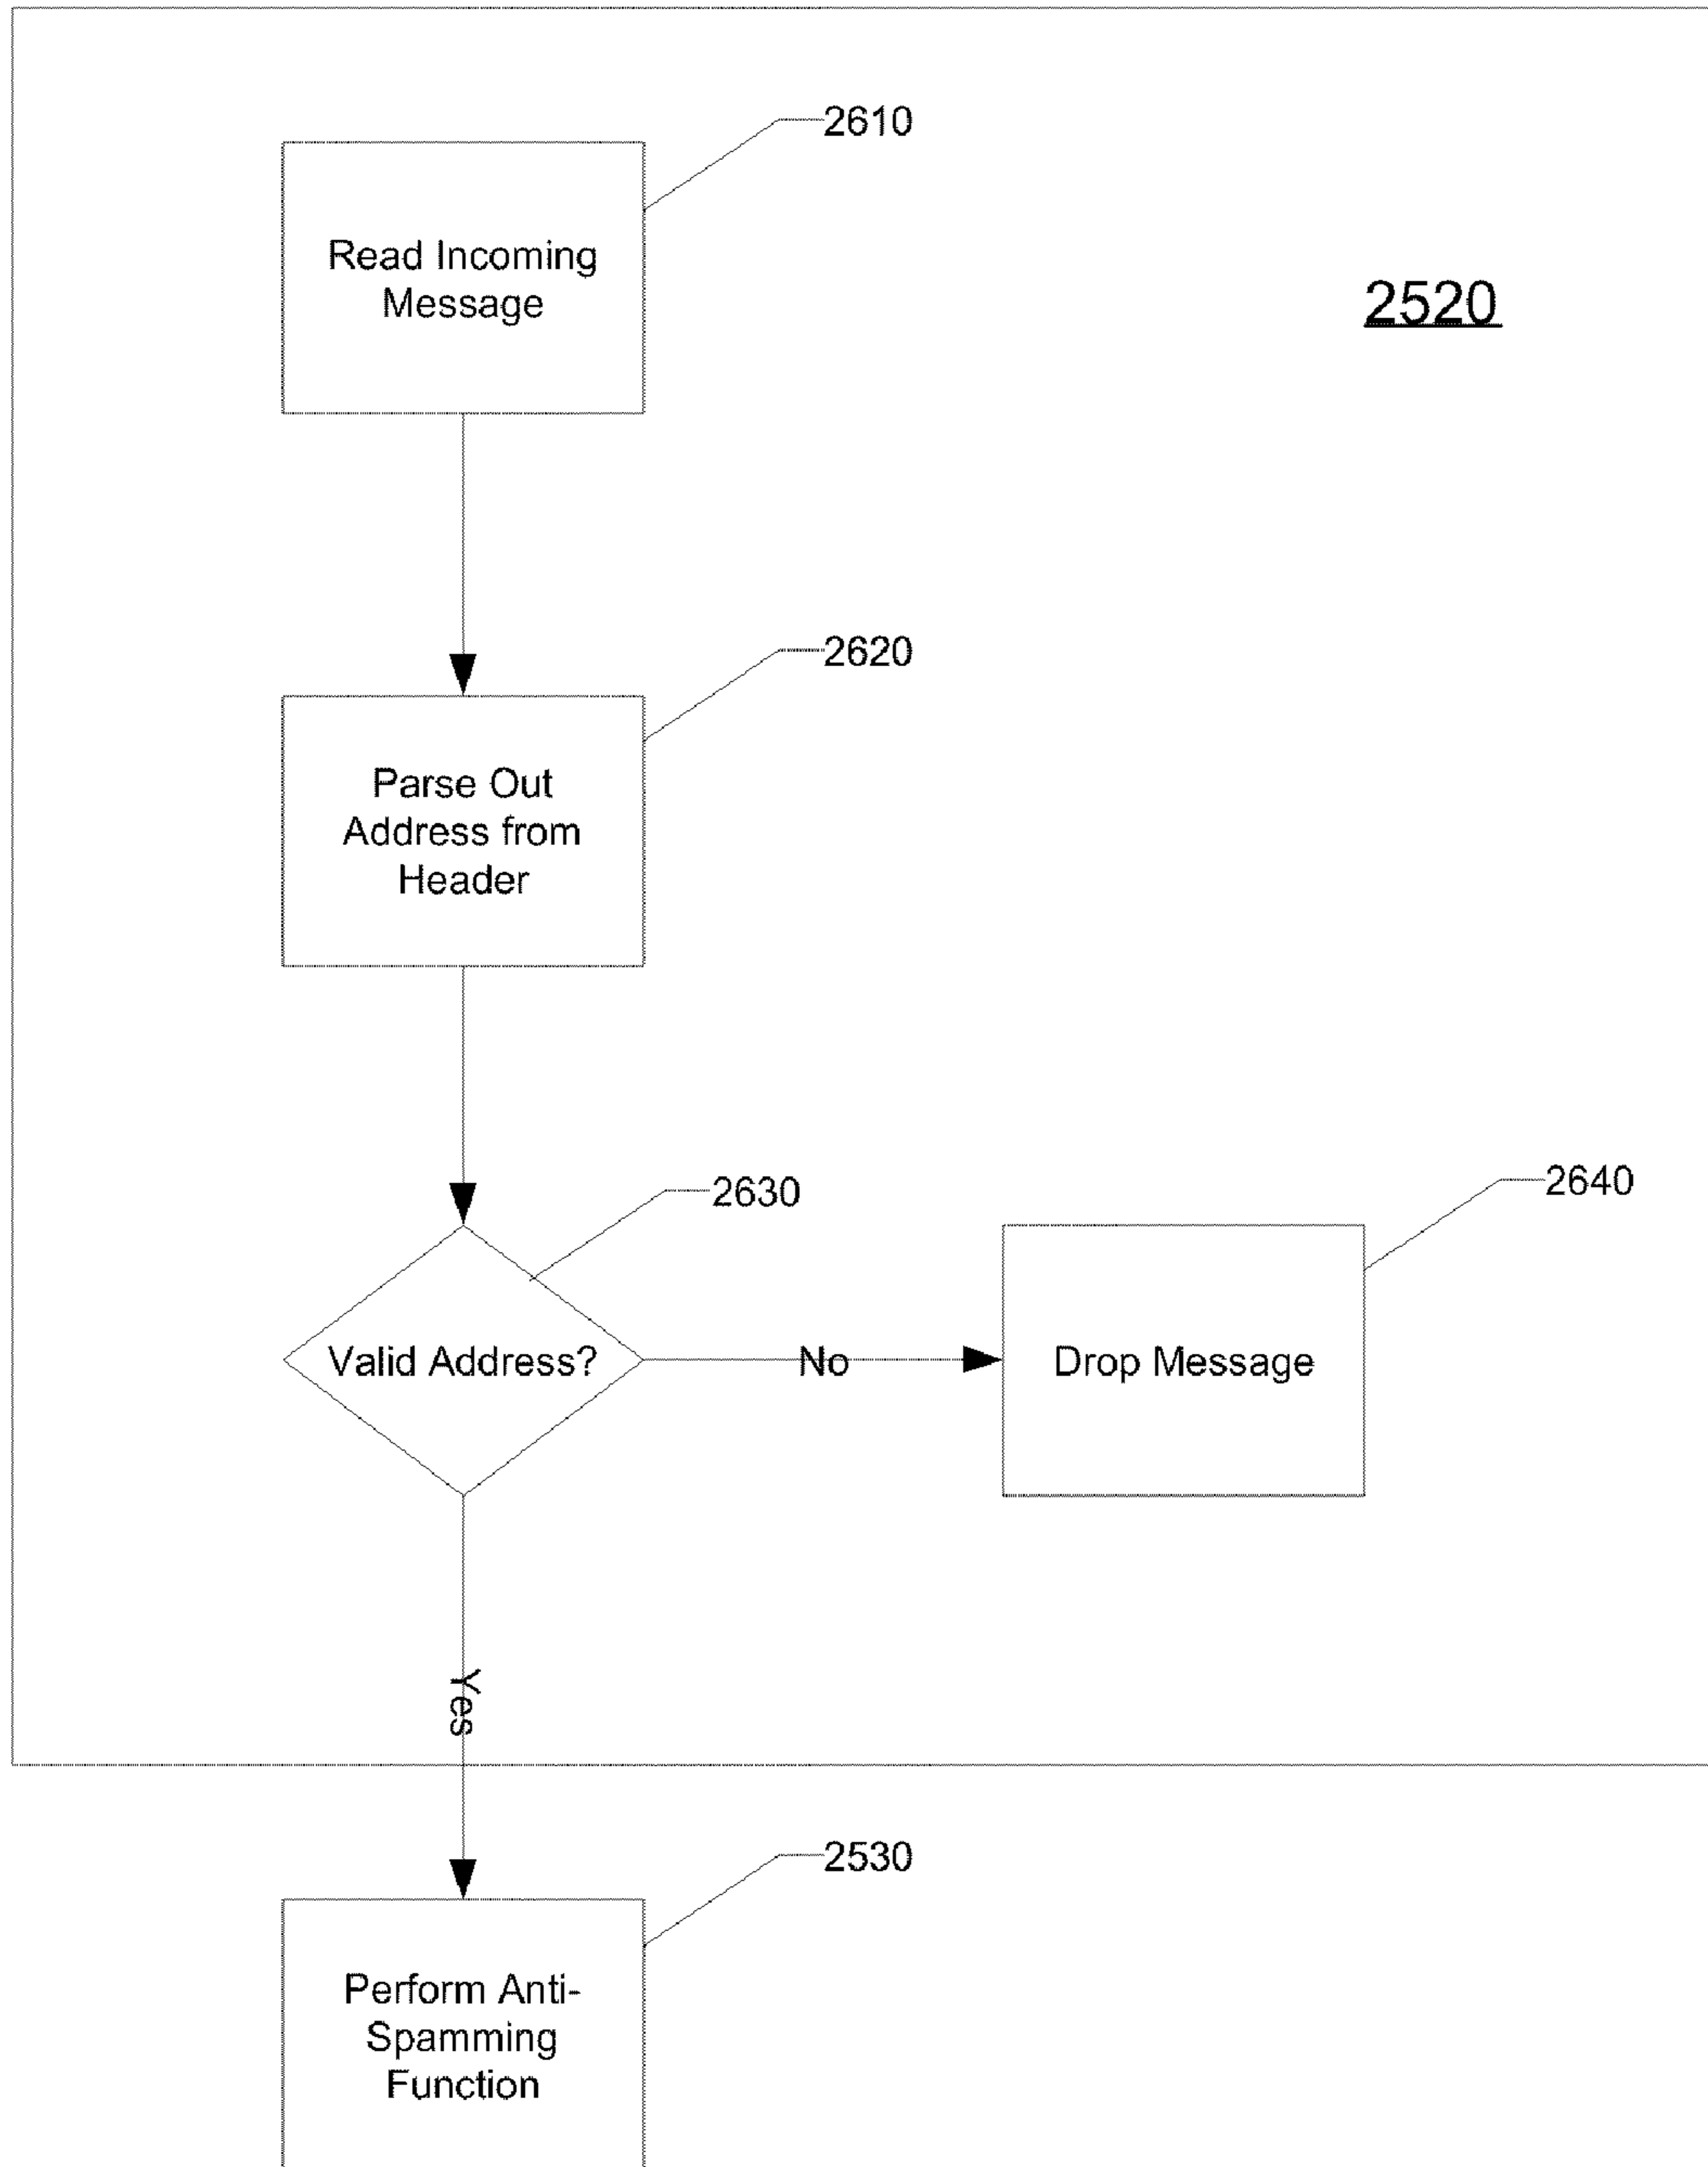 2610
Read Incoming
Message
2520
2620
Parse Out
Address from
Header
2630
2640
Valid Address?
No
Drop Message
Yes
2530
Perform Anti-
Spamming
Function